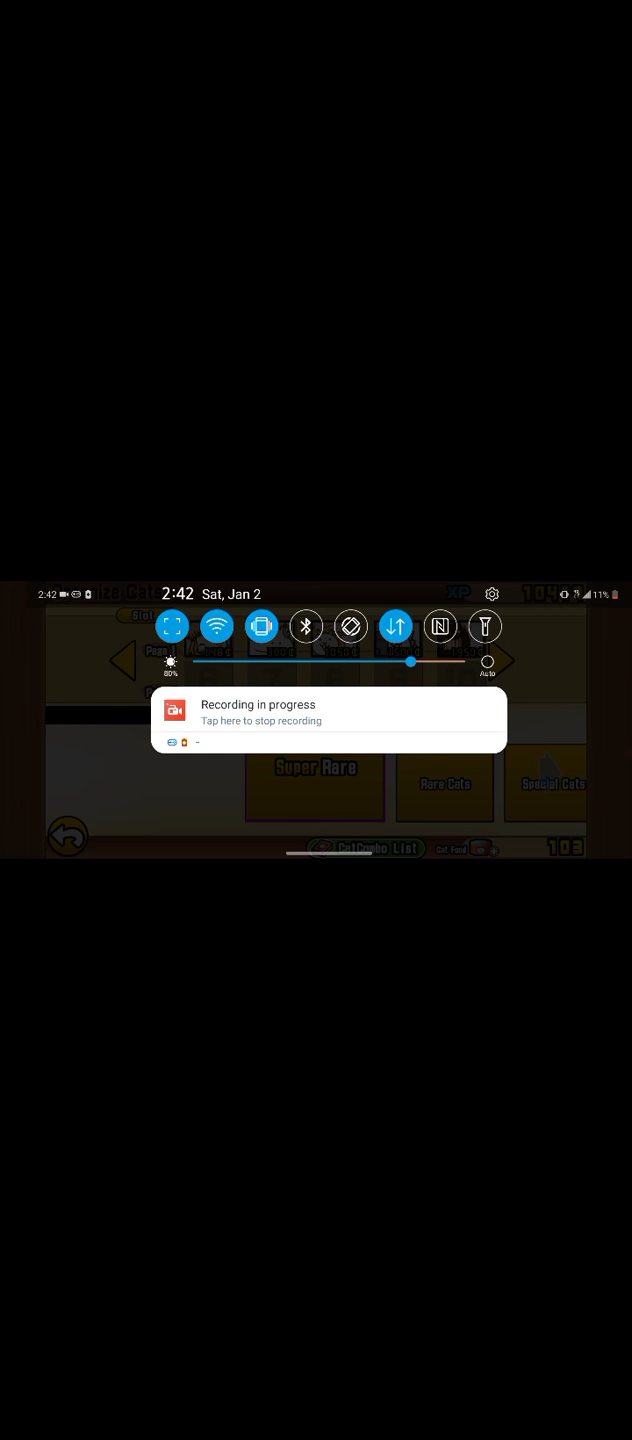 2:42
2:42 Sat, Jan 2
XP
11%
Slot
80%
Auto
Recording in progress
Tap here to stop recording
Super Rare
Rare Cats
Special Cats
CatCombo List
Cat Food
103